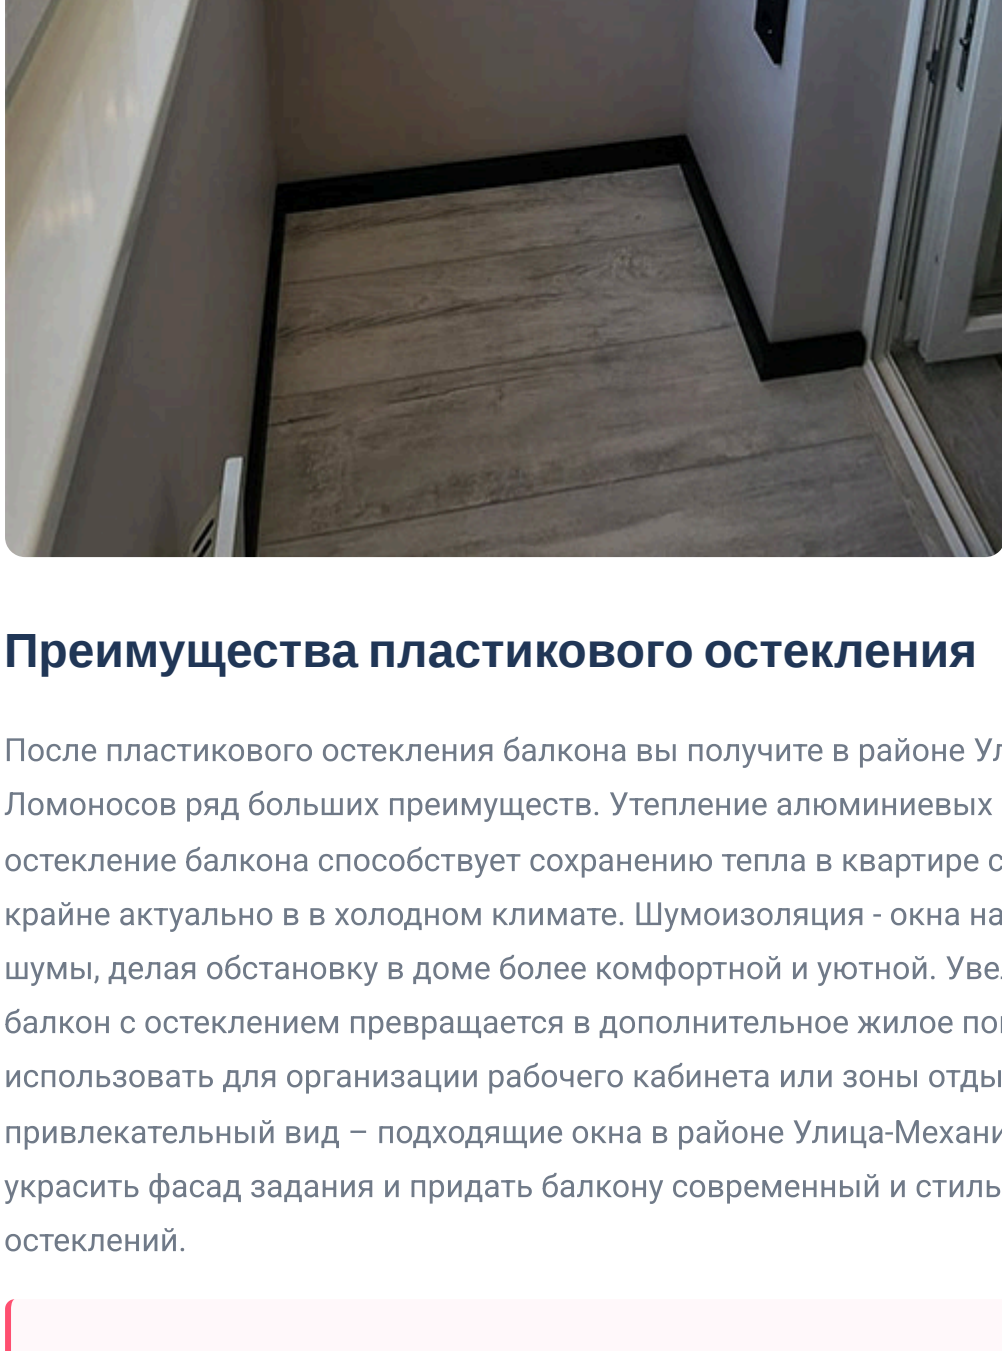 Преимущества пластикового остекления
После пластикового остекления балкона вы получите в районе
Ломоносов ряд больших преимуществ. Утепление алюминиевых
остекление балкона способствует сохранению тепла в квартире
крайне актуально в в холодном климате. Шумоизоляция - окна
шумы, делая обстановку в доме более комфортной и уютной.
балкон с остеклением превращается в дополнительное жилое
использовать для организации рабочего кабинета или зоны
привлекательный вид – подходящие окна в районе
украсить фасад задания и придать балкону современный и
остеклений.